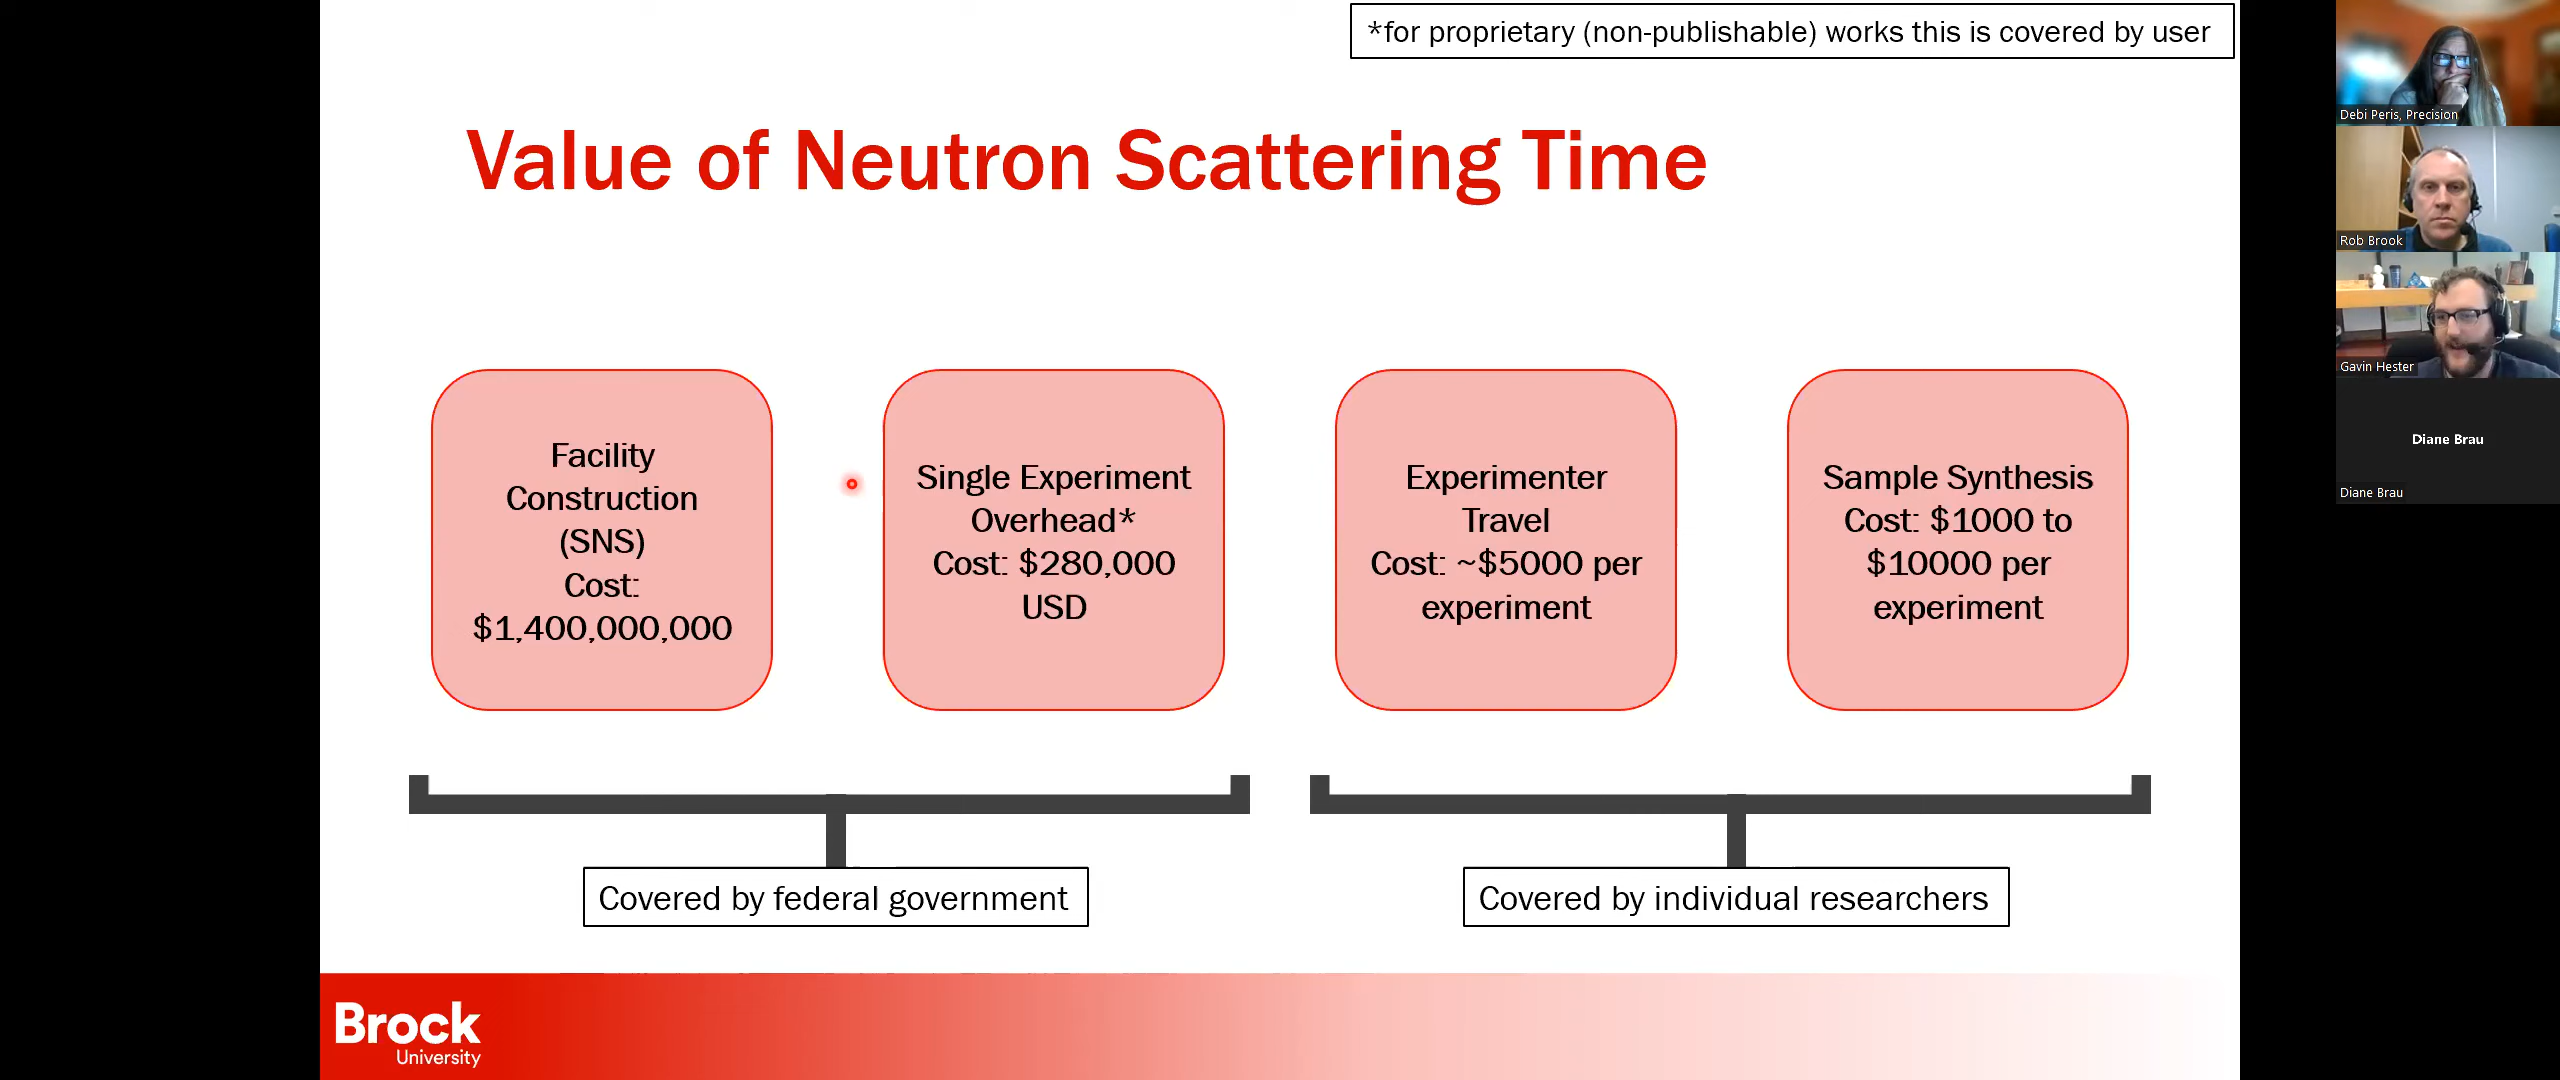 *for proprietary (non-publishable) works this is covered by user
Value of Neutron Scattering Time
Facility
Construction
(SNS)
Cost:
$1,400,000,000
Single Experiment
Overhead*
Cost: $280,000
USD
Experimenter
Travel
Cost: ~$5000 per
experiment
Sample Synthesis
Cost: $1000 to
$10000 per
experiment
Covered by federal government
Covered by individual researchers
Brock
University
Debi Peris, Precision
Rob Brook
Gavin Hester
Diane Brau
Diane Brau